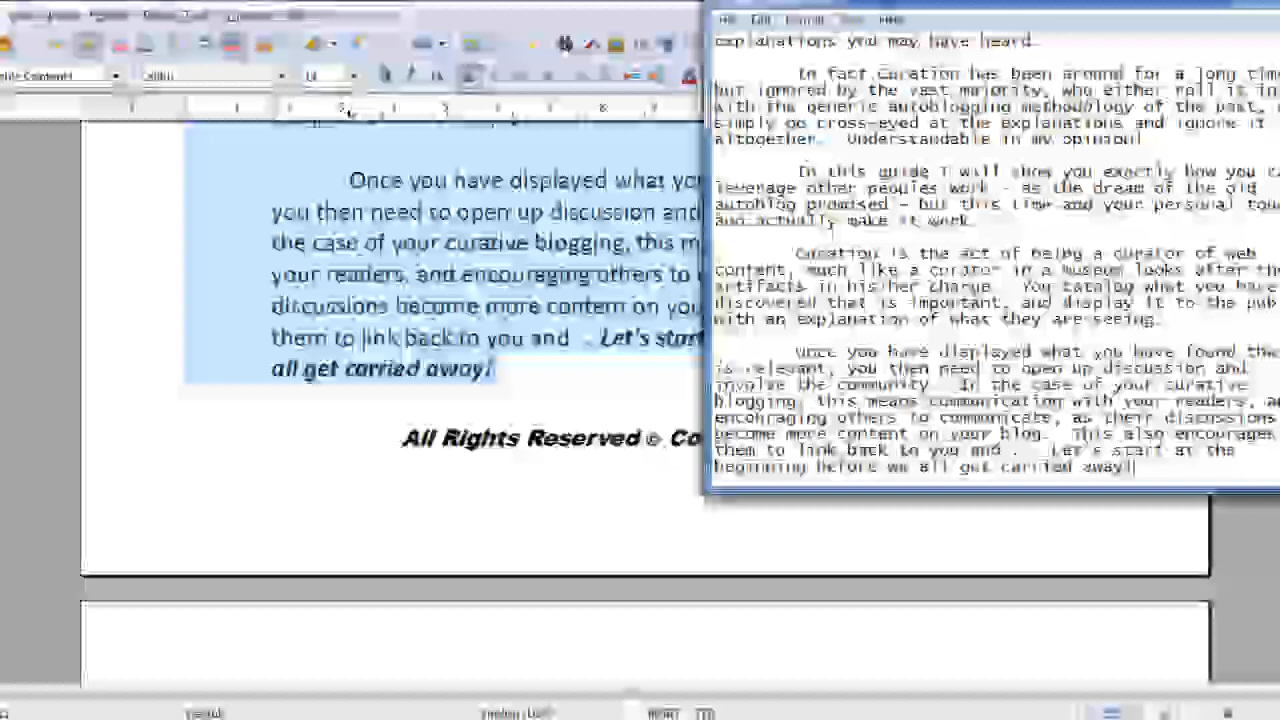 Once you have displayed what you
you then need to open up discussion and
the case of your curative blogging, this m
your readers, and encouraging others to
discussions become more content on you
them to link back to you and . . Let's start
all get carried away!
All Rights Reserved © Co
explanations you may have heard.
In fact Curation has been around for a long time
but ignored by the vast majority, who either roll it in
with the generic autoblogging methodology of the past,
simply go cross-eyed at the explanations and ignore it
altogether. Understandable in my opinion!
In this guide I will show you exactly how you ca
leverage other peoples work - as the dream of the old
autoblog promised - but this time and your personal touc
and actually make it work.
Curation is the act of being a curator of web
content, much like a curator in a museum looks after the
artifacts in his/her charge. You catalog what you have
discovered that is important, and display it to the pub
with an explanation of what they are seeing.
Once you have displayed what you have found the
is relevant, you then need to open up discussion and
involve the community. In the case of your curative
blogging, this means communication with your readers, a
encouraging others to communicate, as their discussions
become more content on your blog. This also encourages
them to link back to you and . . Let's start at the
beginning before we all get carried away!